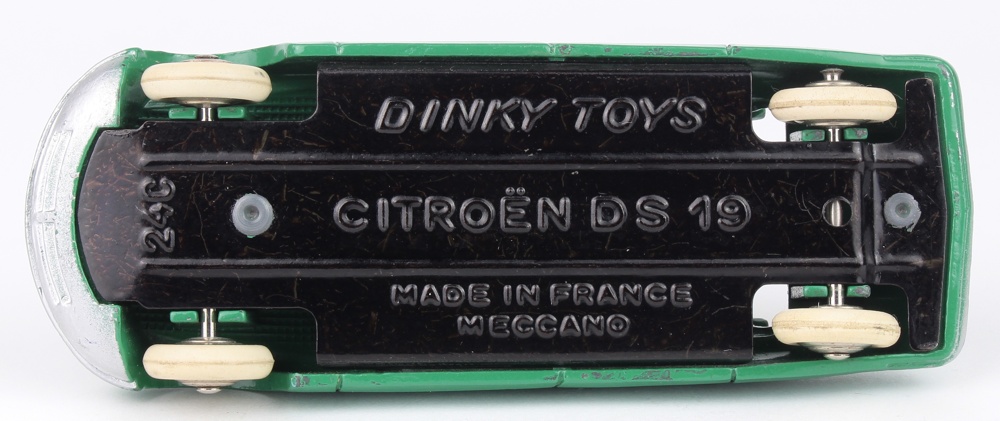 DINKY TOYS
24C
CITROËN DS 19
MADE IN FRANCE
MECCANO